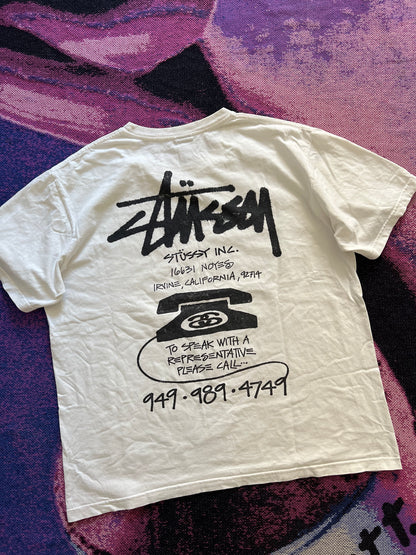 STÜSSY
STÜSSY INC.
16631 NOYES
IRVINE, CALIFORNIA, 92714
TO SPEAK WITH A
REPRESENTATIVE
PLEASE CALL...
949·989·4749